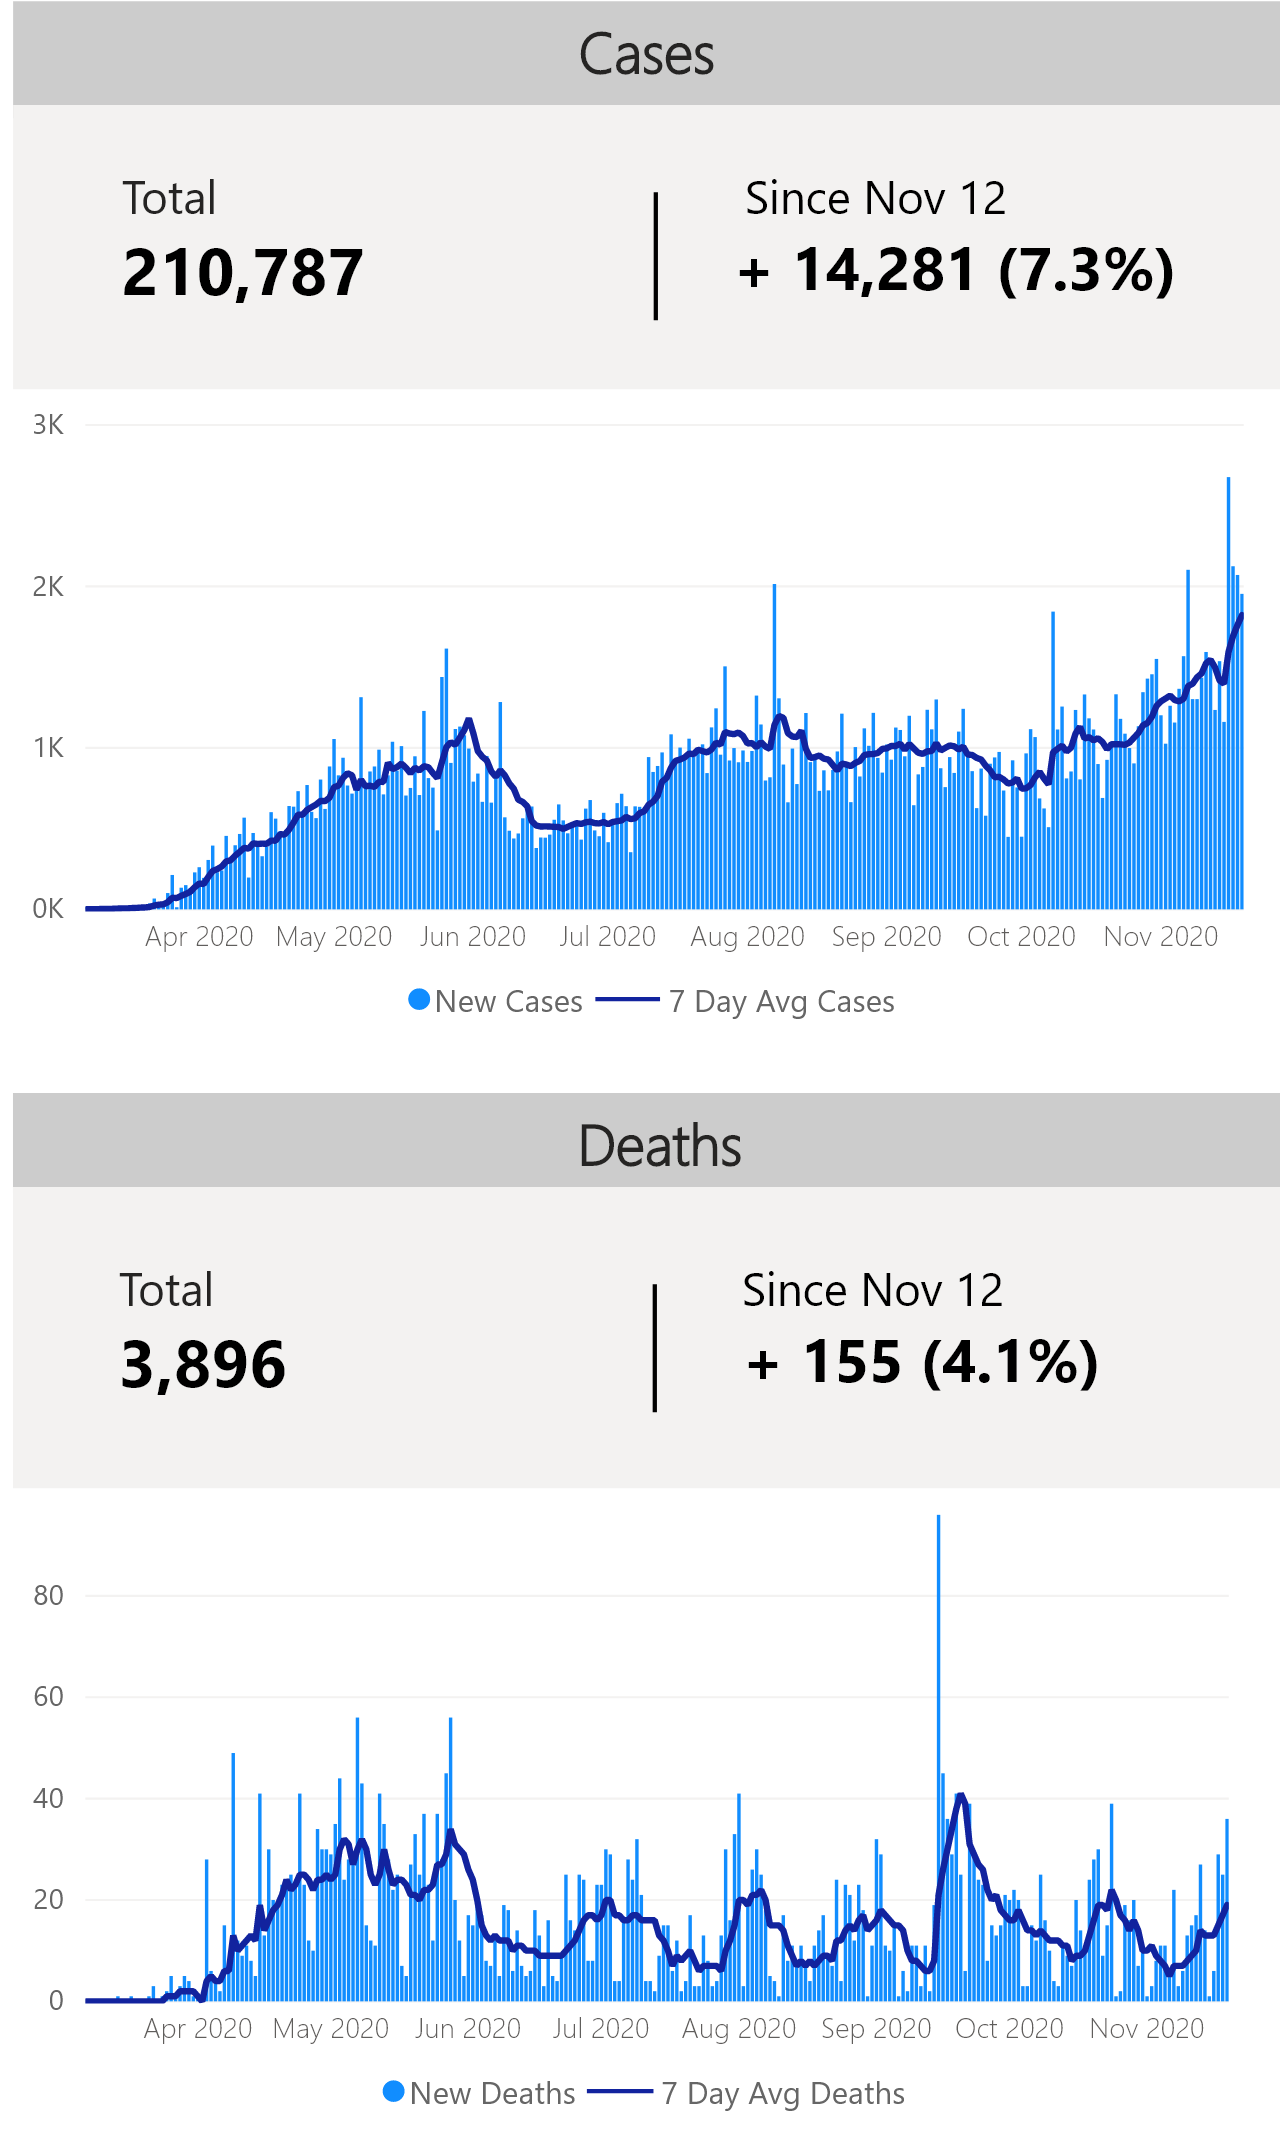 Cases
Total
Since Nov 12
210,787
+ 14,281 (7.3%)
3K
2K
1K
0K
Apr 2020 May 2020 Jun 2020 Jul 2020 Aug 2020 Sep 2020 Oct 2020 Nov 2020
New Cases 7 Day Avg Cases
Deaths
Total
Since Nov 12
3,896
+ 155 (4.1%)
80
60
40
20
0
Apr 2020 May 2020 Jun 2020 Jul 2020 Aug 2020 Sep 2020 Oct 2020 Nov 2020
New Deaths 7 Day Avg Deaths